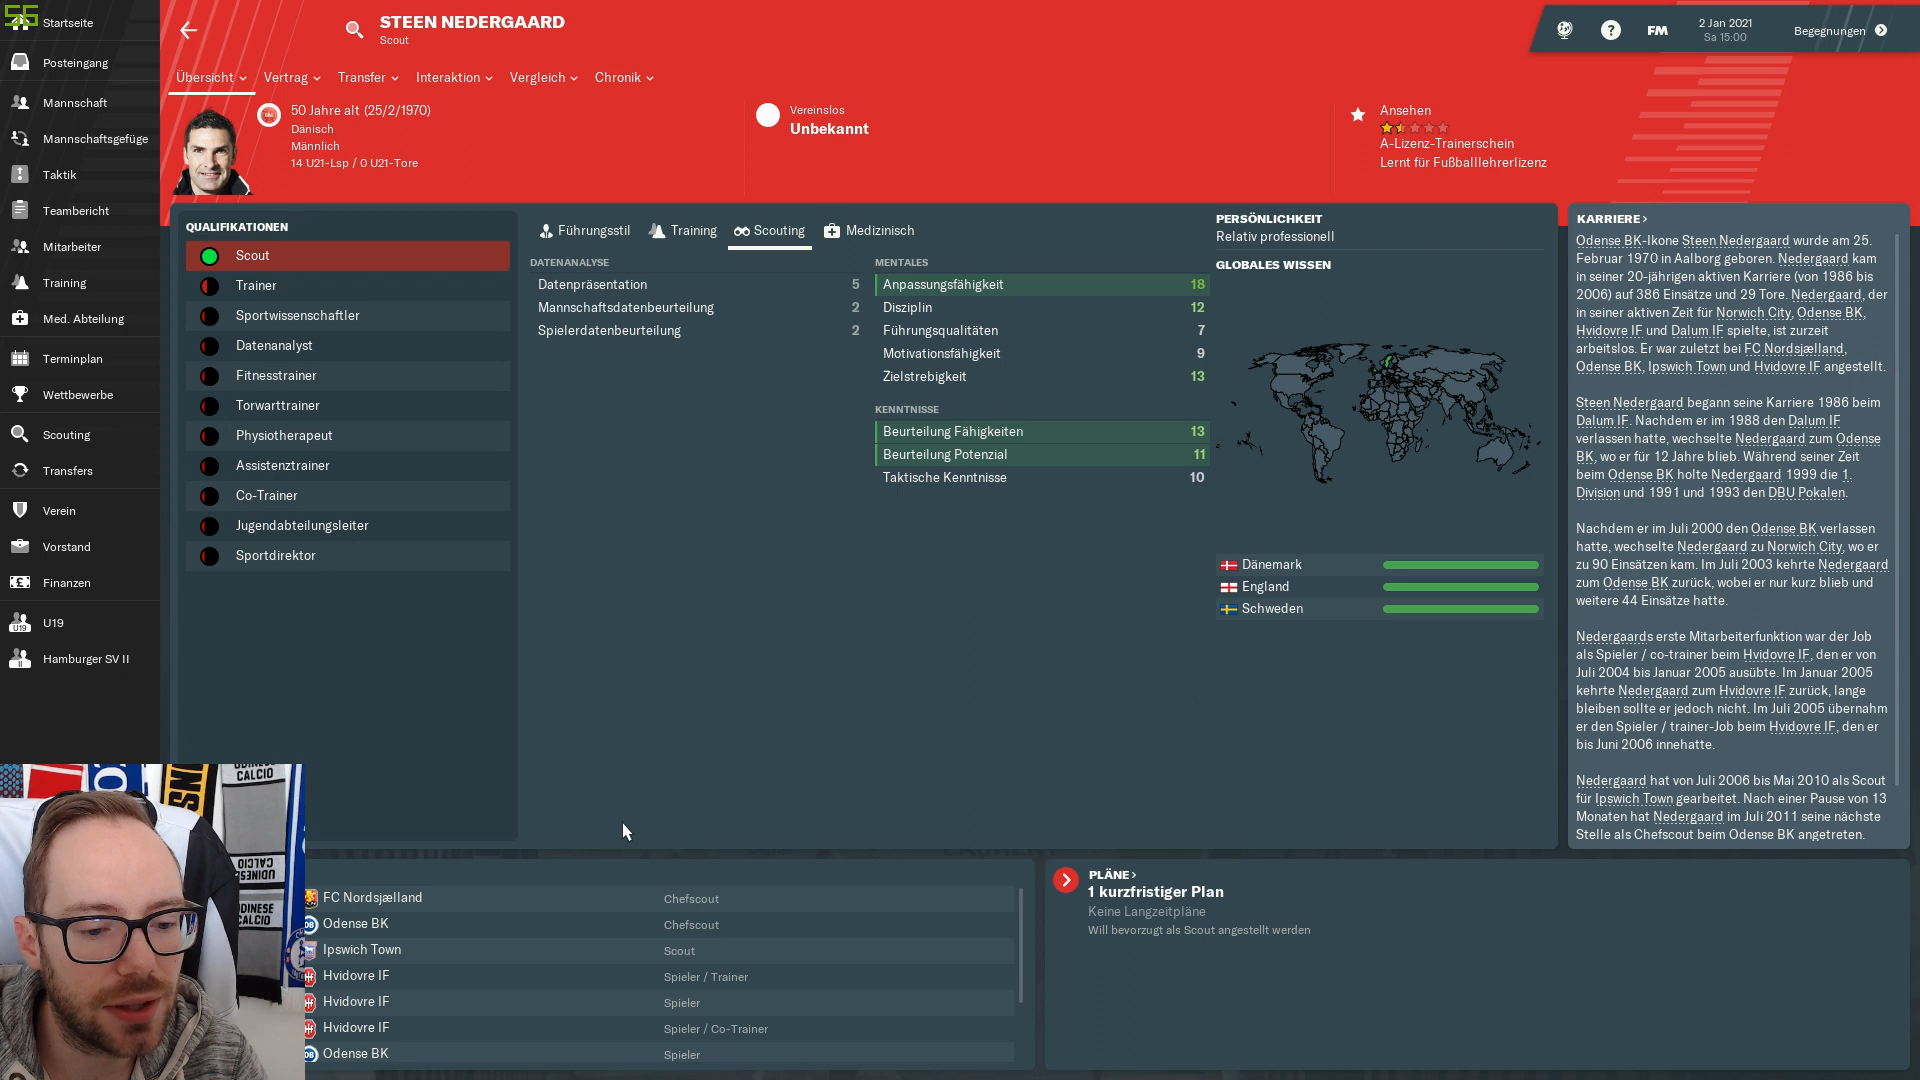 56
Startseite
Posteingang
Mannschaft
Mannschaftsgefüge
Taktik
Teambericht
Mitarbeiter
Training
Med. Abteilung
Terminplan
Wettbewerbe
Scouting
Transfers
Verein
Vorstand
Finanzen
U19
U19
Hamburger SV II
STEEN NEDERGAARD
Scout
FM
2 Jan 2021
Sa 15:00
Begegnungen
Übersicht
Vertrag
Transfer
Interaktion
Vergleich
Chronik
50 Jahre alt (25/2/1970)
Dänisch
Männlich
14 U21-Lsp / 0 U21-Tore
Vereinslos
Unbekannt
Ansehen
A-Lizenz-Trainerschein
Lernt für Fußballlehrerlizenz
QUALIFIKATIONEN
Scout
Trainer
Sportwissenschaftler
Datenanalyst
Fitnesstrainer
Torwarttrainer
Physiotherapeut
Assistenztrainer
Co-Trainer
Jugendabteilungsleiter
Sportdirektor
Führungsstil
Training
Scouting
Medizinisch
DATENANALYSE
Datenpräsentation 5
Mannschaftsdatenbeurteilung 2
Spielerdatenbeurteilung 2
MENTALES
Anpassungsfähigkeit 18
Disziplin 12
Führungsqualitäten 7
Motivationsfähigkeit 9
Zielstrebigkeit 13
KENNTNISSE
Beurteilung Fähigkeiten 13
Beurteilung Potenzial 11
Taktische Kenntnisse 10
PERSÖNLICHKEIT
Relativ professionell
GLOBALES WISSEN
Dänemark
England
Schweden
KARRIERE >
Odense BK-Ikone Steen Nedergaard wurde am 25.
Februar 1970 in Aalborg geboren. Nedergaard kam
in seiner 20-jährigen aktiven Karriere (von 1986 bis
2006) auf 386 Einsätze und 29 Tore. Nedergaard, der
in seiner aktiven Zeit für Norwich City, Odense BK,
Hvidovre IF und Dalum IF spielte, ist zurzeit
arbeitslos. Er war zuletzt bei FC Nordsjælland,
Odense BK, Ipswich Town und Hvidovre IF angestellt.
Steen Nedergaard begann seine Karriere 1986 beim
Dalum IF. Nachdem er im 1988 den Dalum IF
verlassen hatte, wechselte Nedergaard zum Odense
BK, wo er für 12 Jahre blieb. Während seiner Zeit
beim Odense BK holte Nedergaard 1999 die 1.
Division und 1991 und 1993 den DBU Pokalen.
Nachdem er im Juli 2000 den Odense BK verlassen
hatte, wechselte Nedergaard zu Norwich City, wo er
zu 90 Einsätzen kam. Im Juli 2003 kehrte Nedergaard
zum Odense BK zurück, wobei er nur kurz blieb und
weitere 44 Einsätze hatte.
Nedergaards erste Mitarbeiterfunktion war der Job
als Spieler / co-trainer beim Hvidovre IF, den er von
Juli 2004 bis Januar 2005 ausübte. Im Januar 2005
kehrte Nedergaard zum Hvidovre IF zurück, lange
bleiben sollte er jedoch nicht. Im Juli 2005 übernahm
er den Spieler / trainer-Job beim Hvidovre IF, den er
bis Juni 2006 innehatte.
Nedergaard hat von Juli 2006 bis Mai 2010 als Scout
für Ipswich Town gearbeitet. Nach einer Pause von 13
Monaten hat Nedergaard im Juli 2011 seine nächste
Stelle als Chefscout beim Odense BK angetreten.
FC Nordsjælland Chefscout
Odense BK Chefscout
Ipswich Town Scout
Hvidovre IF Spieler / Trainer
Hvidovre IF Spieler
Hvidovre IF Spieler / Co-Trainer
Odense BK Spieler
PLÄNE >
1 kurzfristiger Plan
Keine Langzeitpläne
Will bevorzugt als Scout angestellt werden
UDINESE
CALCIO
UDINESE
CALCIO
UDINESE
CALCIO